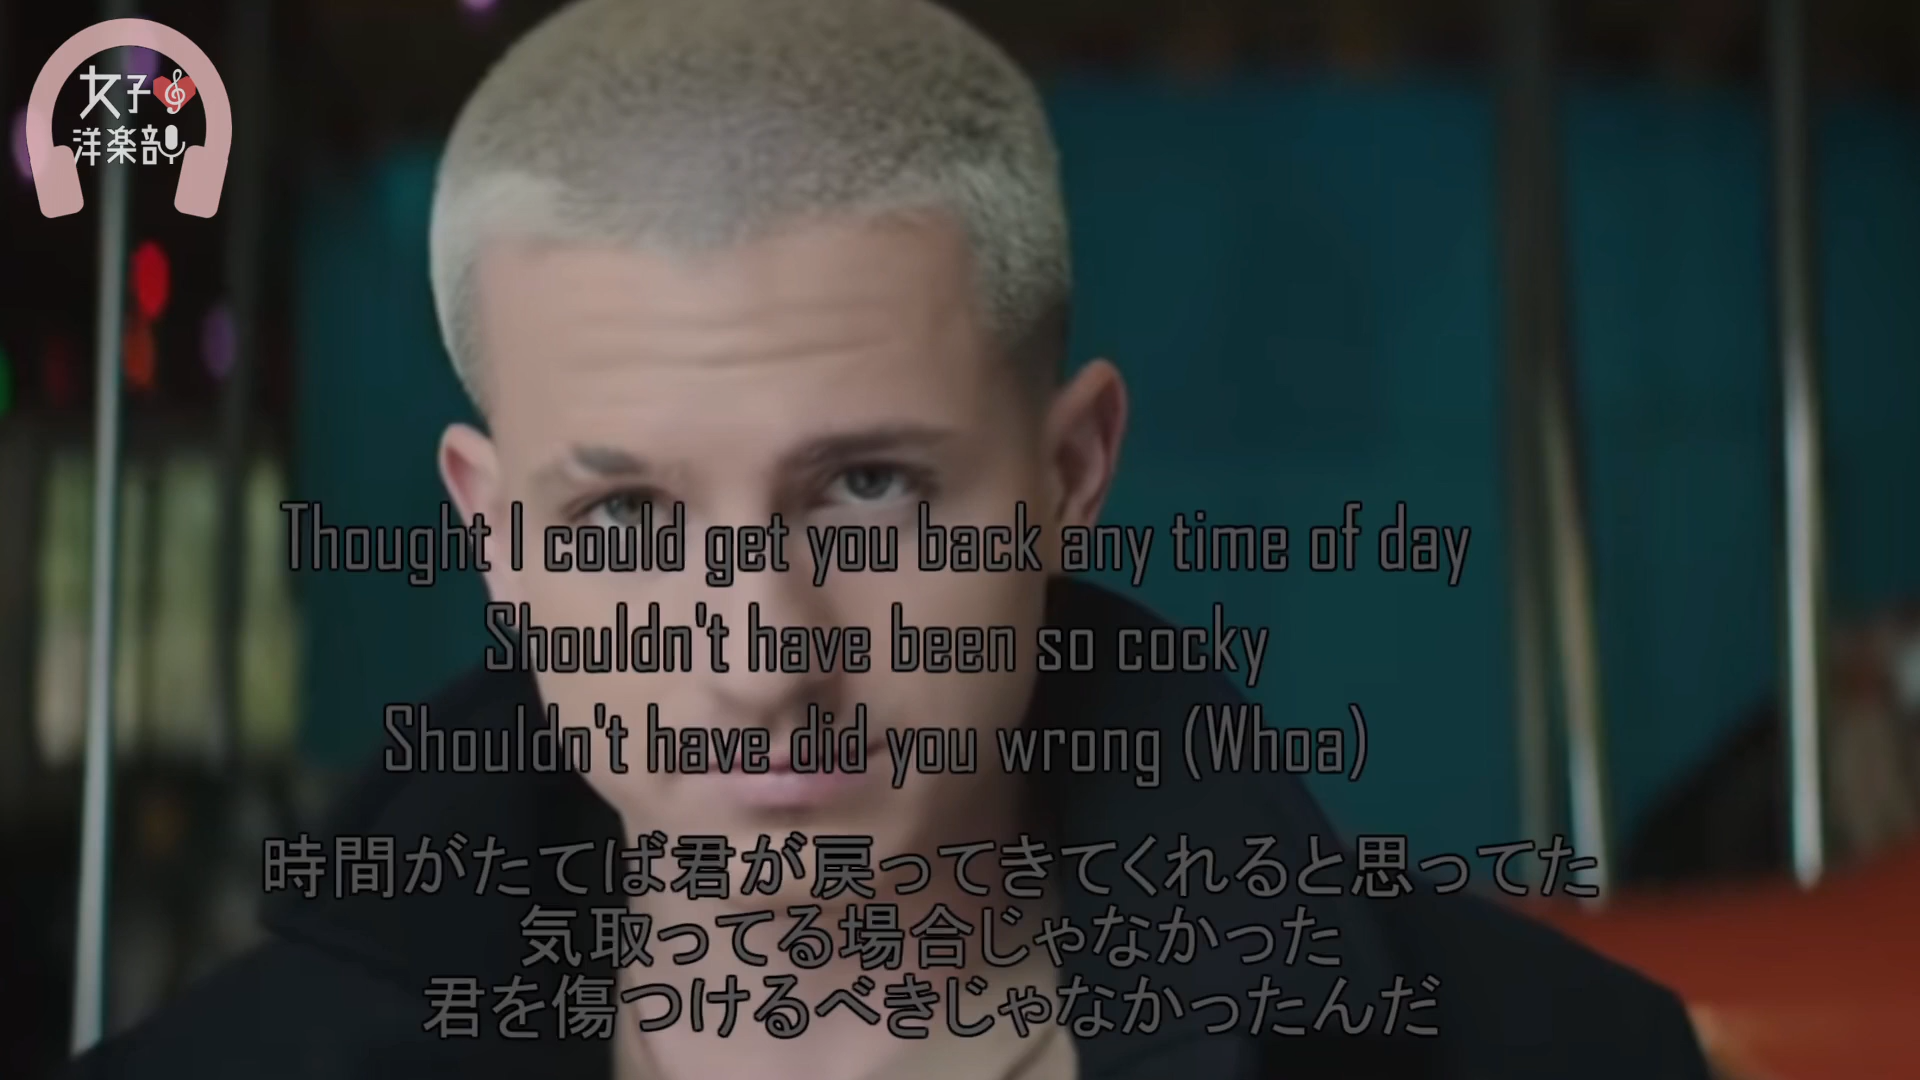 女子
洋楽部
Thought I could get you back any time of day
Shouldn't have been so cocky
Shouldn't have did you wrong (Whoa)
時間がたてば君が戻ってきてくれると思ってた
気取ってる場合じゃなかった
君を傷つけるべきじゃなかったんだ